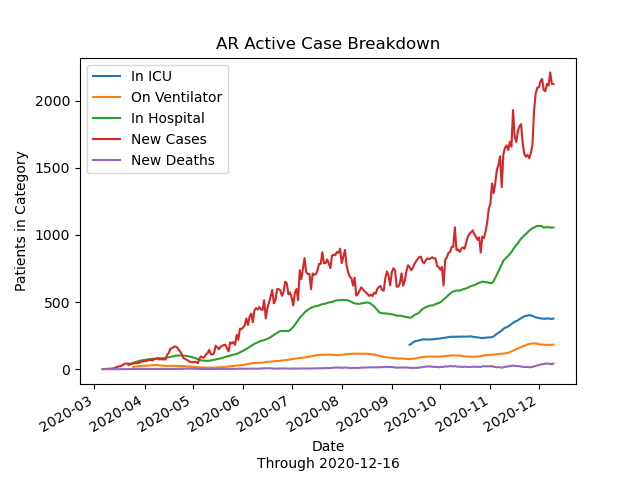 AR Active Case Breakdown
In ICU
On Ventilator
In Hospital
New Cases
New Deaths
Patients in Category
2000
1500
1000
500
0
2020-03
2020-04
2020-05
2020-06
2020-07
2020-08
2020-09
2020-10
2020-11
2020-12
Date
Through 2020-12-16